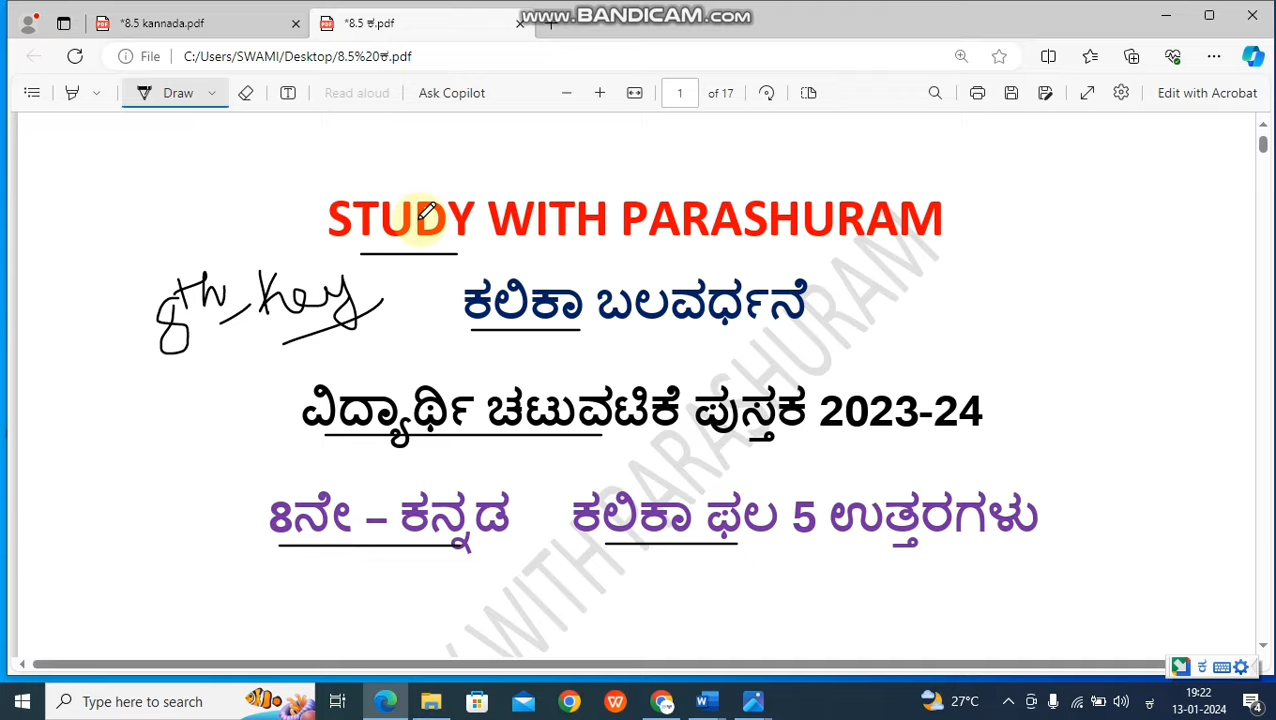 www.BANDICAM.com
*8.5 kannada.pdf
*8.5 ಕ.pdf
File C:/Users/SWAMI/Desktop/8.5%20ಕ.pdf
Draw
Read aloud
Ask Copilot
1 of 17
Edit with Acrobat
STUDY WITH PARASHURAM
8th key
ಕಲಿಕಾ ಬಲವರ್ಧನೆ
ವಿದ್ಯಾರ್ಥಿ ಚಟುವಟಿಕೆ ಪುಸ್ತಕ 2023-24
8ನೇ – ಕನ್ನಡ ಕಲಿಕಾ ಫಲ 5 ಉತ್ತರಗಳು
WITH PARASHURAM
ಕ
Type here to search
27°C
19:22
13-01-2024
4